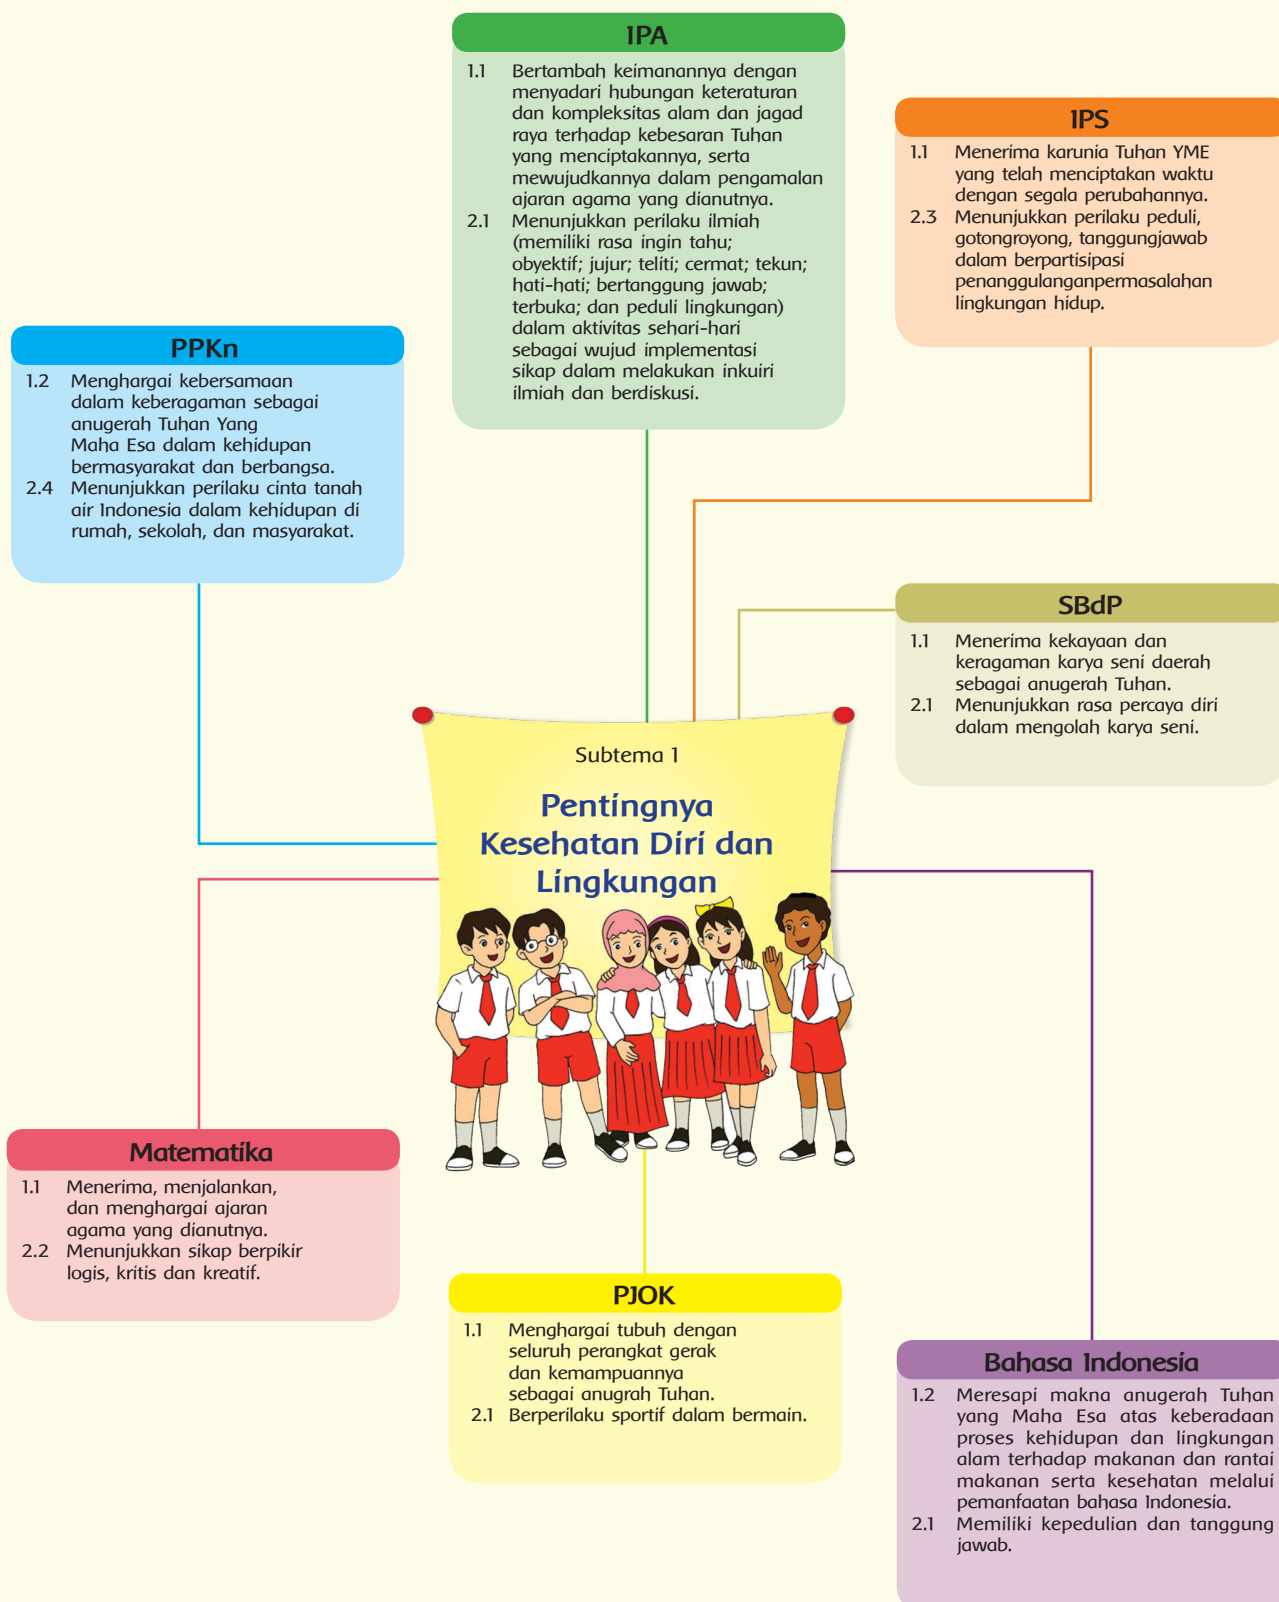 IPA
1.1 Bertambah keimanannya dengan
menyadari hubungan keteraturan
dan kompleksitas alam dan jagad
raya terhadap kebesaran Tuhan
yang menciptakannya, serta
mewujudkannya dalam pengamalan
ajaran agama yang dianutnya.
2.1 Menunjukkan perilaku ilmiah
(memiliki rasa ingin tahu;
obyektif; jujur; teliti; cermat; tekun;
hati-hati; bertanggung jawab;
terbuka; dan peduli lingkungan)
dalam aktivitas sehari-hari
sebagai wujud implementasi
sikap dalam melakukan inkuiri
ilmiah dan berdiskusi.
IPS
1.1 Menerima karunia Tuhan YME
yang telah menciptakan waktu
dengan segala perubahannya.
2.3 Menunjukkan perilaku peduli,
gotongroyong, tanggungjawab
dalam berpartisipasi
penanggulanganpermasalahan
lingkungan hidup.
PPKn
1.2 Menghargai kebersamaan
dalam keberagaman sebagai
anugerah Tuhan Yang
Maha Esa dalam kehidupan
bermasyarakat dan berbangsa.
2.4 Menunjukkan perilaku cinta tanah
air Indonesia dalam kehidupan di
rumah, sekolah, dan masyarakat.
SBdP
1.1 Menerima kekayaan dan
keragaman karya seni daerah
sebagai anugerah Tuhan.
2.1 Menunjukkan rasa percaya diri
dalam mengolah karya seni.
Subtema 1
Pentingnya
Kesehatan Diri dan
Lingkungan
Matematika
1.1 Menerima, menjalankan,
dan menghargai ajaran
agama yang dianutnya.
2.2 Menunjukkan sikap berpikir
logis, kritis dan kreatif.
PJOK
1.1 Menghargai tubuh dengan
seluruh perangkat gerak
dan kemampuannya
sebagai anugrah Tuhan.
2.1 Berperilaku sportif dalam bermain.
Bahasa Indonesia
1.2 Meresapi makna anugerah Tuhan
yang Maha Esa atas keberadaan
proses kehidupan dan lingkungan
alam terhadap makanan dan rantai
makanan serta kesehatan melalui
pemanfaatan bahasa Indonesia.
2.1 Memiliki kepedulian dan tanggung
jawab.